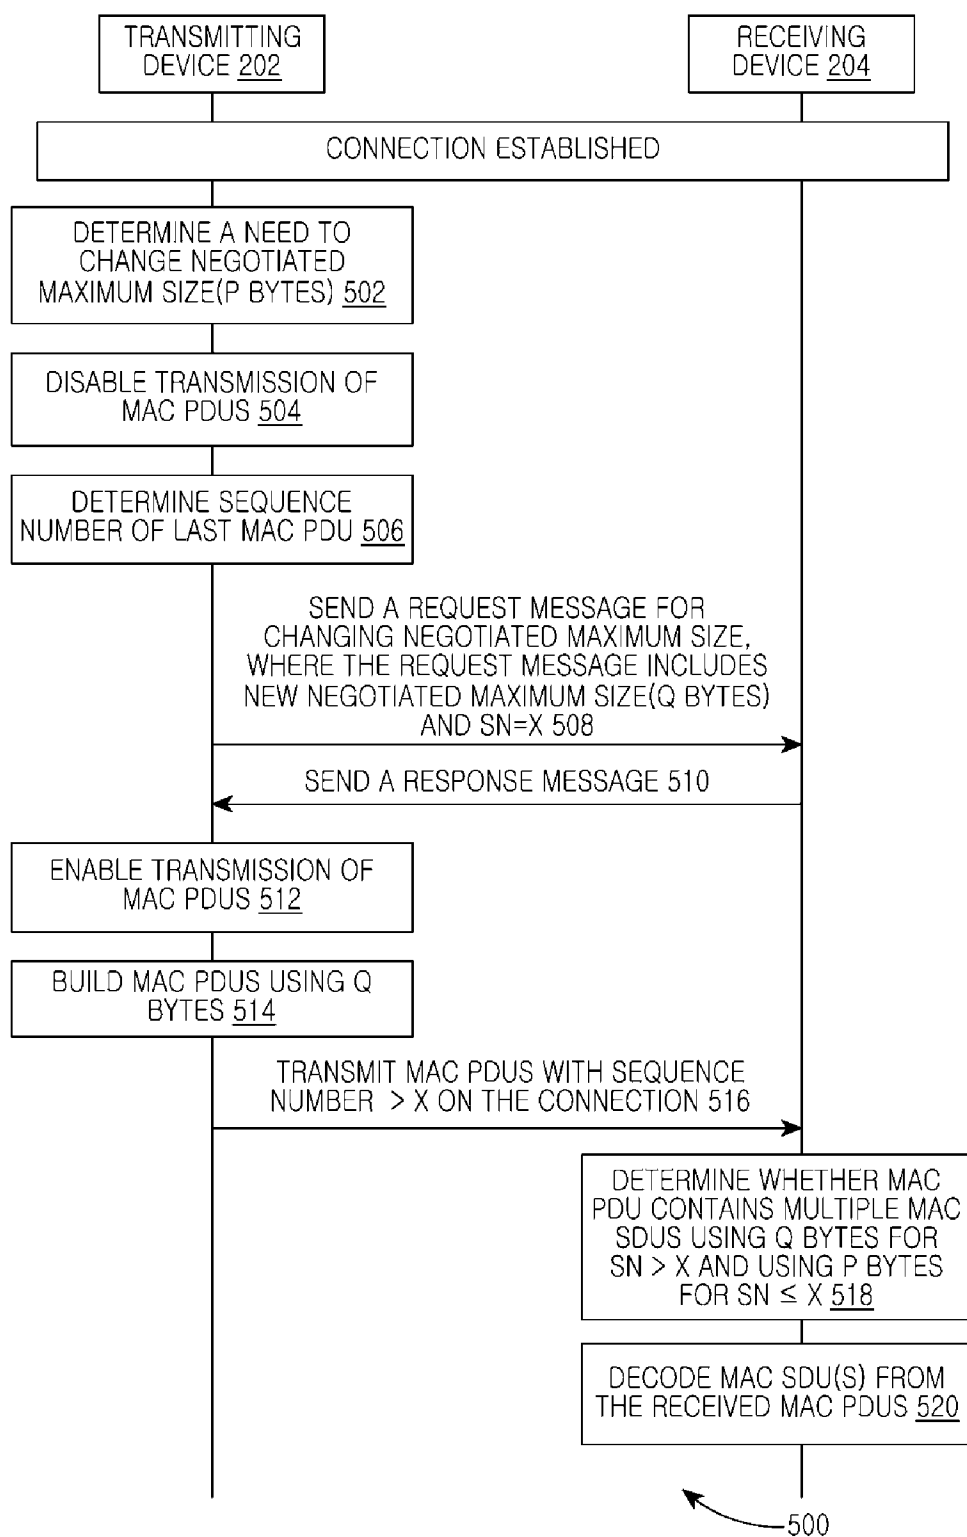 TRANSMITTING
DEVICE 202
RECEIVING
DEVICE 204
CONNECTION ESTABLISHED
DETERMINE A NEED TO
CHANGE NEGOTIATED
MAXIMUM SIZE(P BYTES) 502
DISABLE TRANSMISSION OF
MAC PDUS 504
DETERMINE SEQUENCE
NUMBER OF LAST MAC PDU 506
SEND A REQUEST MESSAGE FOR
CHANGING NEGOTIATED MAXIMUM SIZE,
WHERE THE REQUEST MESSAGE INCLUDES
NEW NEGOTIATED MAXIMUM SIZE(Q BYTES)
AND SN=X 508
SEND A RESPONSE MESSAGE 510
ENABLE TRANSMISSION OF
MAC PDUS 512
BUILD MAC PDUS USING Q
BYTES 514
TRANSMIT MAC PDUS WITH SEQUENCE
NUMBER > X ON THE CONNECTION 516
DETERMINE WHETHER MAC
PDU CONTAINS MULTIPLE MAC
SDUS USING Q BYTES FOR
SN > X AND USING P BYTES
FOR SN ≤ X 518
DECODE MAC SDU(S) FROM
THE RECEIVED MAC PDUS 520
500